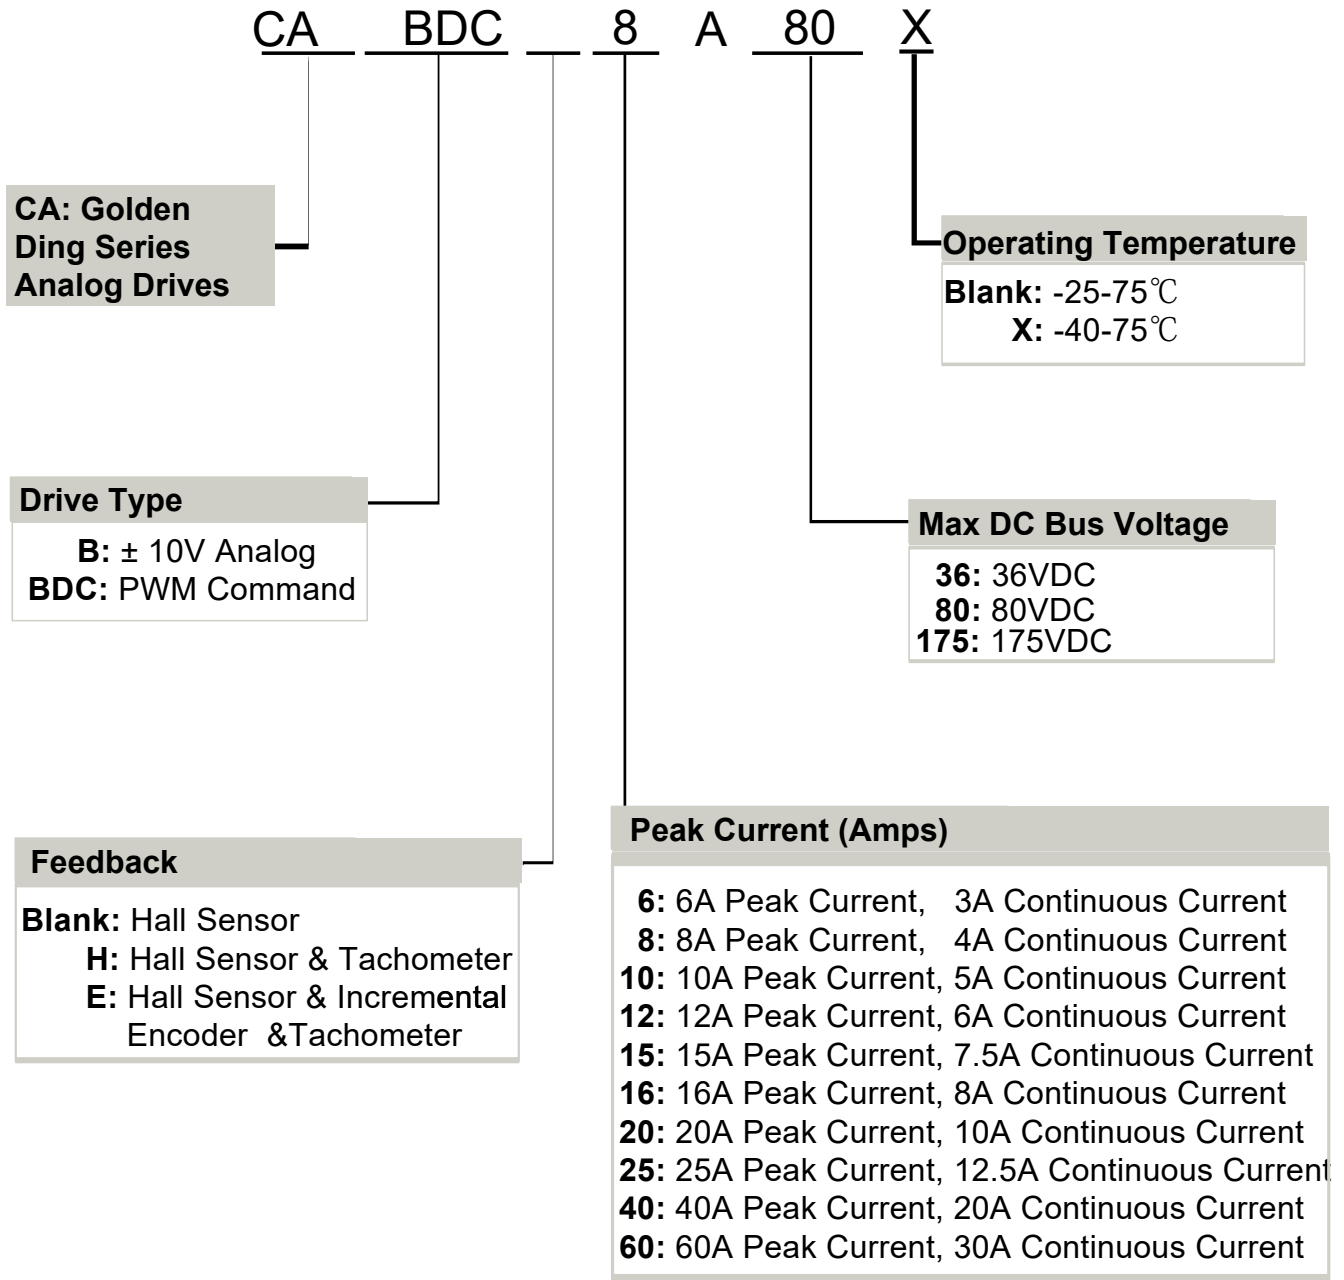 CA BDC 8 A 80 X
CA: Golden
Ding Series
Analog Drives
Operating Temperature
Blank: -25-75℃
X: -40-75℃
Drive Type
B: ± 10V Analog
BDC: PWM Command
Max DC Bus Voltage
36: 36VDC
80: 80VDC
175: 175VDC
Feedback
Blank: Hall Sensor
H: Hall Sensor & Tachometer
E: Hall Sensor & Incremental
Encoder &Tachometer
Peak Current (Amps)
6: 6A Peak Current, 3A Continuous Current
8: 8A Peak Current, 4A Continuous Current
10: 10A Peak Current, 5A Continuous Current
12: 12A Peak Current, 6A Continuous Current
15: 15A Peak Current, 7.5A Continuous Current
16: 16A Peak Current, 8A Continuous Current
20: 20A Peak Current, 10A Continuous Current
25: 25A Peak Current, 12.5A Continuous Current
40: 40A Peak Current, 20A Continuous Current
60: 60A Peak Current, 30A Continuous Current